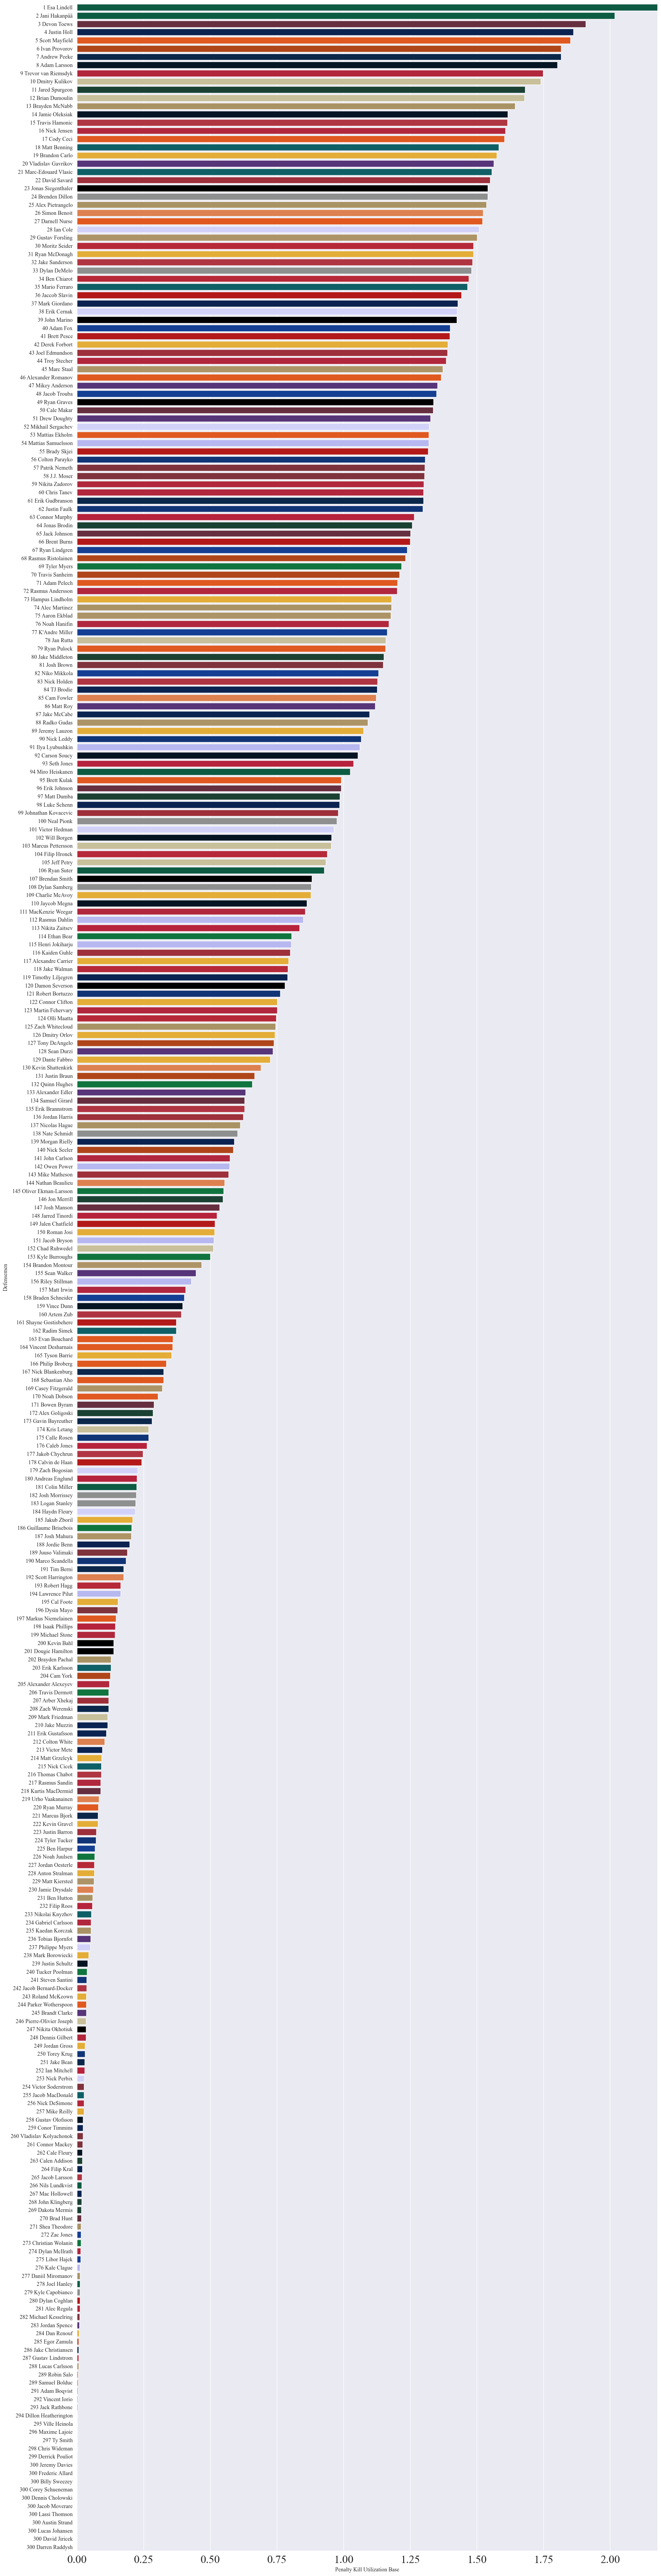 1 Esa Lindell
2 Jani Hakanpää
3 Devon Toews
4 Justin Holl
5 Scott Mayfield
6 Ivan Provorov
7 Andrew Peeke
8 Adam Larsson
9 Trevor van Riemsdyk
10 Dmitry Kulikov
11 Jared Spurgeon
12 Brian Dumoulin
13 Brayden McNabb
14 Jamie Oleksiak
15 Travis Hamonic
16 Nick Jensen
17 Cody Ceci
18 Matt Benning
19 Brandon Carlo
20 Vladislav Gavrikov
21 Marc-Edouard Vlasic
22 David Savard
23 Jonas Siegenthaler
24 Brenden Dillon
25 Alex Pietrangelo
26 Simon Benoit
27 Darnell Nurse
28 Ian Cole
29 Gustav Forsling
30 Moritz Seider
31 Ryan McDonagh
32 Jake Sanderson
33 Dylan DeMelo
34 Ben Chiarot
35 Mario Ferraro
36 Jaccob Slavin
37 Mark Giordano
38 Erik Cernak
39 John Marino
40 Adam Fox
41 Brett Pesce
42 Derek Forbort
43 Joel Edmundson
44 Troy Stecher
45 Marc Staal
46 Alexander Romanov
47 Mikey Anderson
48 Jacob Trouba
49 Ryan Graves
50 Cale Makar
51 Drew Doughty
52 Mikhail Sergachev
53 Mattias Ekholm
54 Mattias Samuelsson
55 Brady Skjei
56 Colton Parayko
57 Patrik Nemeth
58 J.J. Moser
59 Nikita Zadorov
60 Chris Tanev
61 Erik Gudbranson
62 Justin Faulk
63 Connor Murphy
64 Jonas Brodin
65 Jack Johnson
66 Brent Burns
67 Ryan Lindgren
68 Rasmus Ristolainen
69 Tyler Myers
70 Travis Sanheim
71 Adam Pelech
72 Rasmus Andersson
73 Hampus Lindholm
74 Alec Martinez
75 Aaron Ekblad
76 Noah Hanifin
77 K'Andre Miller
78 Jan Rutta
79 Ryan Pulock
80 Jake Middleton
81 Josh Brown
82 Niko Mikkola
83 Nick Holden
84 TJ Brodie
85 Cam Fowler
86 Matt Roy
87 Jake McCabe
88 Radko Gudas
89 Jeremy Lauzon
90 Nick Leddy
91 Ilya Lyubushkin
92 Carson Soucy
93 Seth Jones
94 Miro Heiskanen
95 Brett Kulak
96 Erik Johnson
97 Matt Dumba
98 Luke Schenn
99 Johnathan Kovacevic
100 Neal Pionk
101 Victor Hedman
102 Will Borgen
103 Marcus Pettersson
104 Filip Hronek
105 Jeff Petry
106 Ryan Suter
107 Brendan Smith
108 Dylan Samberg
109 Charlie McAvoy
110 Jaycob Megna
111 MacKenzie Weegar
112 Rasmus Dahlin
113 Nikita Zaitsev
114 Ethan Bear
115 Henri Jokiharju
116 Kaiden Guhle
117 Alexandre Carrier
118 Jake Walman
119 Timothy Liljegren
120 Damon Severson
121 Robert Bortuzzo
122 Connor Clifton
123 Martin Fehervary
124 Olli Maatta
125 Zach Whitecloud
126 Dmitry Orlov
127 Tony DeAngelo
128 Sean Durzi
129 Dante Fabbro
130 Kevin Shattenkirk
131 Justin Braun
132 Quinn Hughes
133 Alexander Edler
134 Samuel Girard
135 Erik Brannstrom
136 Jordan Harris
137 Nicolas Hague
138 Nate Schmidt
139 Morgan Rielly
140 Nick Seeler
141 John Carlson
142 Owen Power
143 Mike Matheson
144 Nathan Beaulieu
145 Oliver Ekman-Larsson
146 Jon Merrill
147 Josh Manson
148 Jarred Tinordi
149 Jalen Chatfield
150 Roman Josi
151 Jacob Bryson
152 Chad Ruhwedel
153 Kyle Burroughs
154 Brandon Montour
155 Sean Walker
156 Riley Stillman
157 Matt Irwin
158 Braden Schneider
159 Vince Dunn
160 Artem Zub
161 Shayne Gostisbehere
162 Radim Simek
163 Evan Bouchard
164 Vincent Desharnais
165 Tyson Barrie
166 Philip Broberg
167 Nick Blankenburg
168 Sebastian Aho
169 Casey Fitzgerald
170 Noah Dobson
171 Bowen Byram
172 Alex Goligoski
173 Gavin Bayreuther
174 Kris Letang
175 Calle Rosen
176 Caleb Jones
177 Jakob Chychrun
178 Calvin de Haan
179 Zach Bogosian
180 Andreas Englund
181 Colin Miller
182 Josh Morrissey
183 Logan Stanley
184 Haydn Fleury
185 Jakub Zboril
186 Guillaume Brisebois
187 Josh Mahura
188 Jordie Benn
189 Juuso Valimaki
190 Marco Scandella
191 Tim Berni
192 Scott Harrington
193 Robert Hagg
194 Lawrence Pilut
195 Cal Foote
196 Dysin Mayo
197 Markus Niemelainen
198 Isaak Phillips
199 Michael Stone
200 Kevin Bahl
201 Dougie Hamilton
202 Brayden Pachal
203 Erik Karlsson
204 Cam York
205 Alexander Alexeyev
206 Travis Dermott
207 Arber Xhekaj
208 Zach Werenski
209 Mark Friedman
210 Jake Muzzin
211 Erik Gustafsson
212 Colton White
213 Victor Mete
214 Matt Grzelcyk
215 Nick Cicek
216 Thomas Chabot
217 Rasmus Sandin
218 Kurtis MacDermid
219 Urho Vaakanainen
220 Ryan Murray
221 Marcus Bjork
222 Kevin Gravel
223 Justin Barron
224 Tyler Tucker
225 Ben Harpur
226 Noah Juulsen
227 Jordan Oesterle
228 Anton Stralman
229 Matt Kiersted
230 Jamie Drysdale
231 Ben Hutton
232 Filip Roos
233 Nikolai Knyzhov
234 Gabriel Carlsson
235 Kaedan Korczak
236 Tobias Bjornfot
237 Philippe Myers
238 Mark Borowiecki
239 Justin Schultz
240 Tucker Poolman
241 Steven Santini
242 Jacob Bernard-Docker
243 Roland McKeown
244 Parker Wotherspoon
245 Brandt Clarke
246 Pierre-Olivier Joseph
247 Nikita Okhotiuk
248 Dennis Gilbert
249 Jordan Gross
250 Torey Krug
251 Jake Bean
252 Ian Mitchell
253 Nick Perbix
254 Victor Soderstrom
255 Jacob MacDonald
256 Nick DeSimone
257 Mike Reilly
258 Gustav Olofsson
259 Conor Timmins
260 Vladislav Kolyachonok
261 Connor Mackey
262 Cale Fleury
263 Calen Addison
264 Filip Kral
265 Jacob Larsson
266 Nils Lundkvist
267 Mac Hollowell
268 John Klingberg
269 Dakota Mermis
270 Brad Hunt
271 Shea Theodore
272 Zac Jones
273 Christian Wolanin
274 Dylan McIlrath
275 Libor Hajek
276 Kale Clague
277 Daniil Miromanov
278 Joel Hanley
279 Kyle Capobianco
280 Dylan Coghlan
281 Alec Regula
282 Michael Kesselring
283 Jordan Spence
284 Dan Renouf
285 Egor Zamula
286 Jake Christiansen
287 Gustav Lindstrom
288 Lucas Carlsson
289 Robin Salo
289 Samuel Bolduc
291 Adam Boqvist
292 Vincent Iorio
293 Jack Rathbone
294 Dillon Heatherington
295 Ville Heinola
296 Maxime Lajoie
297 Ty Smith
298 Chris Wideman
299 Derrick Pouliot
300 Jeremy Davies
300 Frederic Allard
300 Billy Sweezey
300 Corey Schueneman
300 Dennis Cholowski
300 Jacob Moverare
300 Lassi Thomson
300 Austin Strand
300 Lucas Johansen
300 David Jiricek
300 Darren Raddysh
Defensemen
0.00 0.25 0.50 0.75 1.00 1.25 1.50 1.75 2.00
Penalty Kill Utilization Base